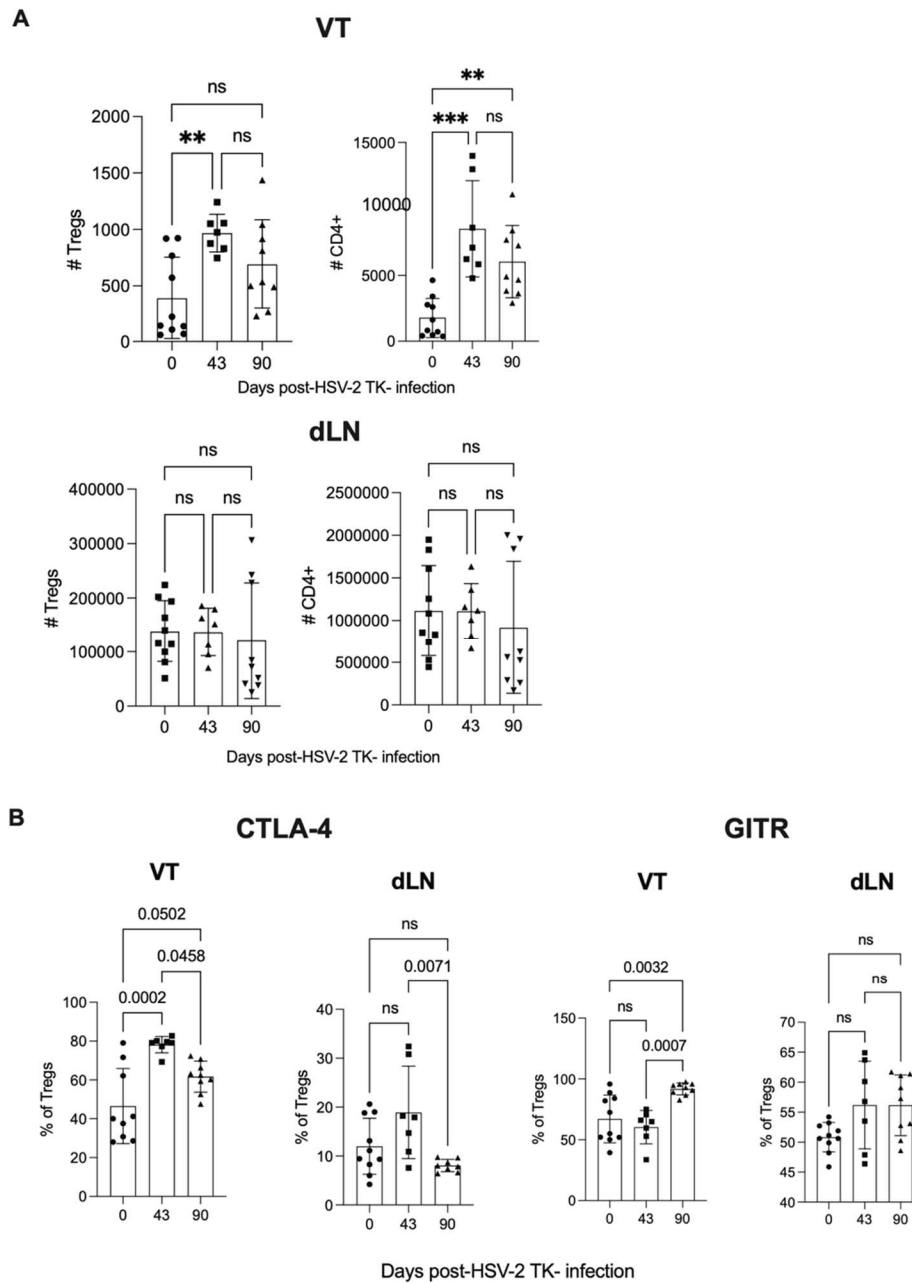 A
VT
ns
**
ns
2000
1500
1000
500
0
# Tregs
0 43 90
**
***
ns
15000
10000
5000
0
# CD4+
0 43 90
Days post-HSV-2 TK- infection
dLN
ns
ns ns
400000
300000
200000
100000
0
# Tregs
0 43 90
ns
ns ns
2500000
2000000
1500000
1000000
500000
0
# CD4+
0 43 90
Days post-HSV-2 TK- infection
B
CTLA-4
GITR
VT
0.0502
0.0458
0.0002
100
80
60
40
20
0
% of Tregs
0 43 90
dLN
ns
0.0071
ns
40
30
20
10
0
% of Tregs
0 43 90
VT
0.0032
ns
0.0007
150
100
50
0
% of Tregs
0 43 90
dLN
ns
ns
ns
70
65
60
55
50
45
40
% of Tregs
0 43 90
Days post-HSV-2 TK- infection